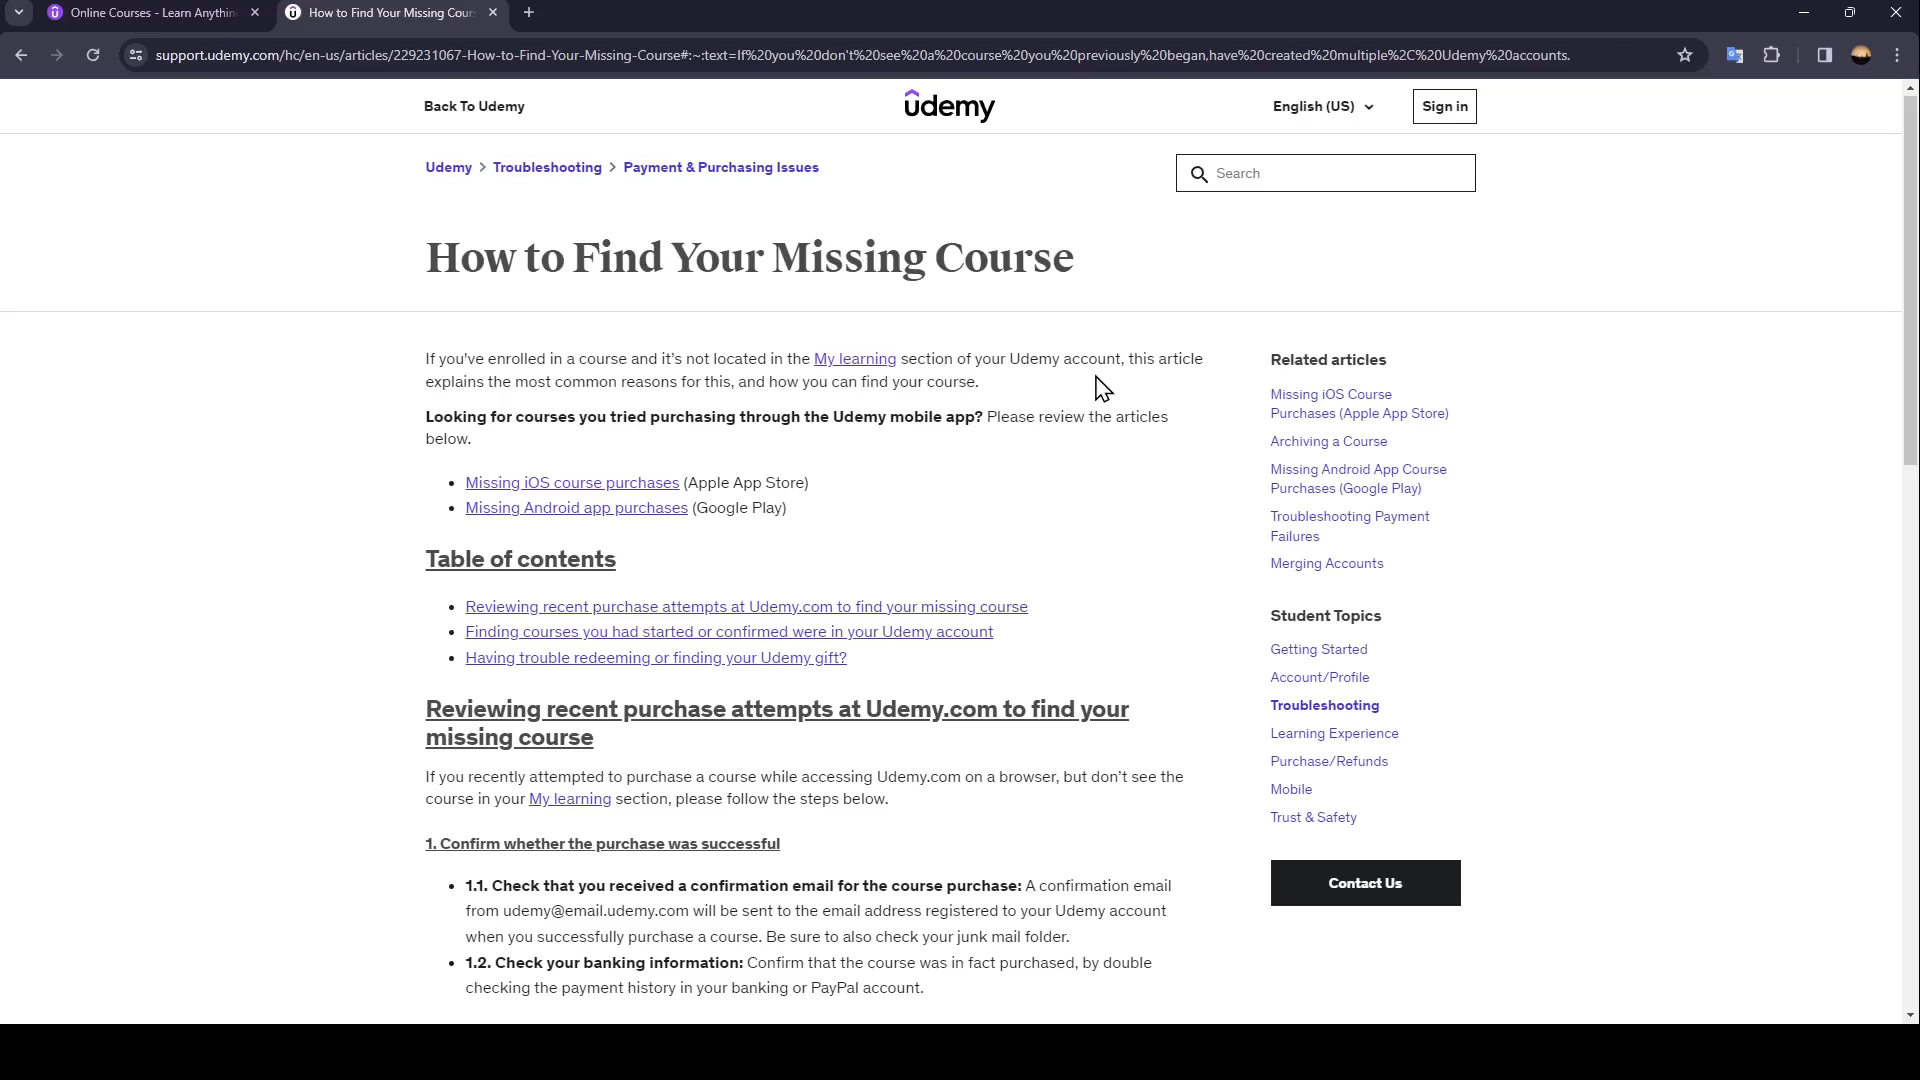 Online Courses - Learn Anythin
How to Find Your Missing Cour
support.udemy.com/hc/en-us/articles/229231067-How-to-Find-Your-Missing-Course#:~:text=If%20you%20don't%20see%20a%20course%20you%20previously%20began,have%20created%20multiple%2C%20Udemy%20accounts.
Back To Udemy
ûdemy
English (US)
Sign in
Udemy > Troubleshooting > Payment & Purchasing Issues
Search
How to Find Your Missing Course
If you've enrolled in a course and it’s not located in the My learning section of your Udemy account, this article
explains the most common reasons for this, and how you can find your course.
Looking for courses you tried purchasing through the Udemy mobile app? Please review the articles
below.
• Missing iOS course purchases (Apple App Store)
• Missing Android app purchases (Google Play)
Table of contents
• Reviewing recent purchase attempts at Udemy.com to find your missing course
• Finding courses you had started or confirmed were in your Udemy account
• Having trouble redeeming or finding your Udemy gift?
Reviewing recent purchase attempts at Udemy.com to find your
missing course
If you recently attempted to purchase a course while accessing Udemy.com on a browser, but don’t see the
course in your My learning section, please follow the steps below.
1. Confirm whether the purchase was successful
• 1.1. Check that you received a confirmation email for the course purchase: A confirmation email
from udemy@email.udemy.com will be sent to the email address registered to your Udemy account
when you successfully purchase a course. Be sure to also check your junk mail folder.
• 1.2. Check your banking information: Confirm that the course was in fact purchased, by double
checking the payment history in your banking or PayPal account.
Related articles
Missing iOS Course
Purchases (Apple App Store)
Archiving a Course
Missing Android App Course
Purchases (Google Play)
Troubleshooting Payment
Failures
Merging Accounts
Student Topics
Getting Started
Account/Profile
Troubleshooting
Learning Experience
Purchase/Refunds
Mobile
Trust & Safety
Contact Us